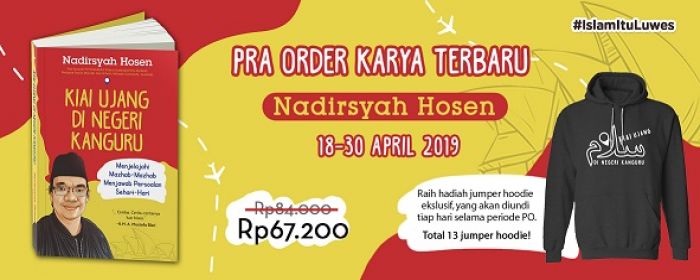 #IslamItuLuwes
PRA ORDER KARYA TERBARU
Nadirsyah Hosen
18-30 APRIL 2019
Rp84.000
Rp67.200
Raih hadiah jumper hoodie
ekslusif, yang akan diundi
tiap hari selama periode PO.
Total 13 jumper hoodie!
Nadirsyah Hosen
KIAI UJANG
DI NEGERI
KANGURU
Menjelajahi
Mazhab-Mazhab
Menjawab Persoalan
Sehari-Hari
KIAI UJANG
سلام
DI NEGERI KANGURU